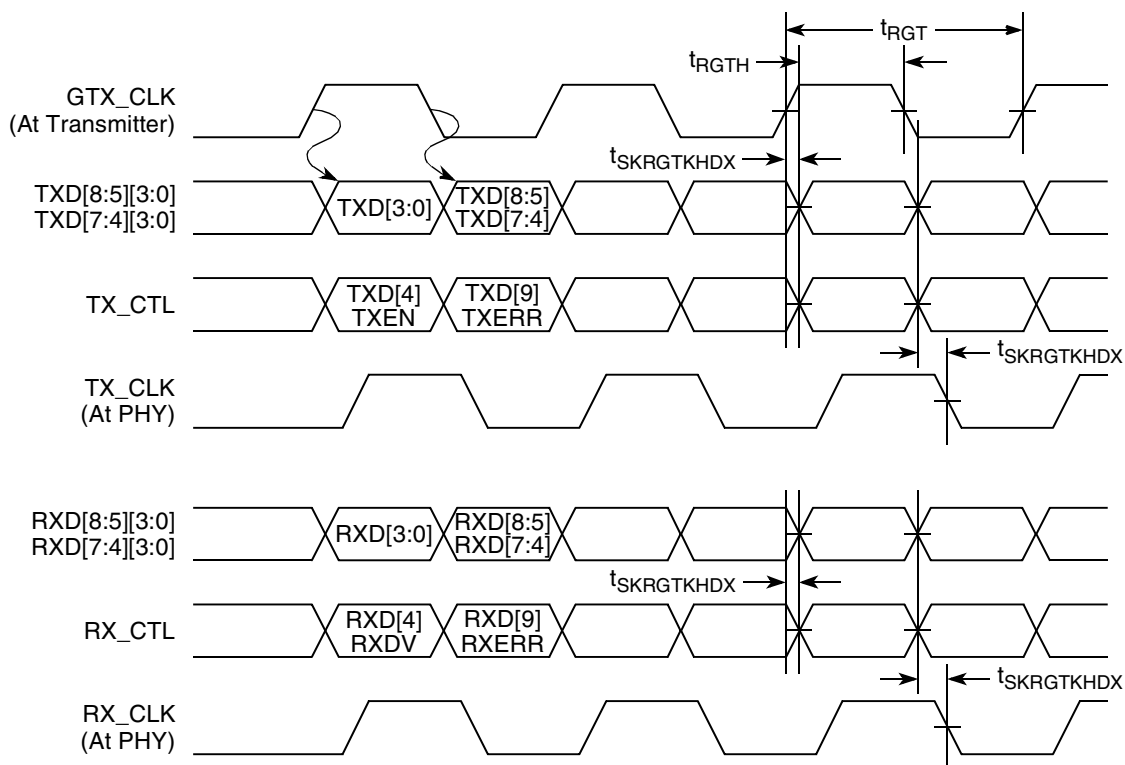 tRGT
tRGTH
GTX_CLK
(At Transmitter)
tSKRGTKHDX
TXD[8:5][3:0]
TXD[7:4][3:0]
TXD[3:0]
TXD[8:5]
TXD[7:4]
TX_CTL
TXD[4]
TXEN
TXD[9]
TXERR
tSKRGTKHDX
TX_CLK
(At PHY)
RXD[8:5][3:0]
RXD[7:4][3:0]
RXD[3:0]
RXD[8:5]
RXD[7:4]
tSKRGTKHDX
RX_CTL
RXD[4]
RXDV
RXD[9]
RXERR
tSKRGTKHDX
RX_CLK
(At PHY)